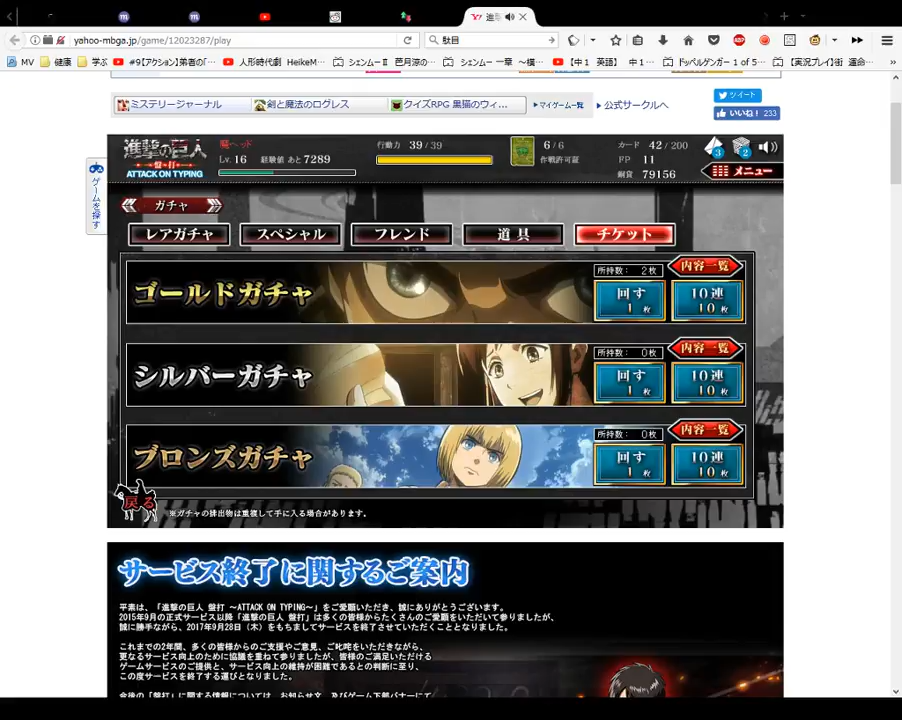 進
yahoo-mbga.jp/game/12023287/play
駄目
MV 健康 学ぶ #9【アクション】弟者の「… 人形時代劇 HeikeM… シェンムーⅡ 芭月涼の… シェンムー 一章 ～横… 【中１ 英語】 中１… ドッペルゲンガー 1 of 5… 【実況プレイ】街 運命…
ミステリージャーナル 剣と魔法のログレス クイズRPG 黒猫のウィ… ▸マイゲーム一覧 ▸公式サークルへ
ツイート
いいね！ 233
ゲームを探す
進撃の巨人
盤・打
ATTACK ON TYPING
Lv.16 経験値 あと7289
行動力 39/39
6/6
作戦許可証
カード 42/200
FP 11
銅貨 79156
3
2
メニュー
ガチャ
レアガチャ スペシャル フレンド 道具 チケット
ゴールドガチャ
所持数: 2枚
内容一覧
回す
1 枚
10連
10 枚
シルバーガチャ
所持数: 0枚
内容一覧
回す
1 枚
10連
10 枚
ブロンズガチャ
所持数: 0枚
内容一覧
回す
1 枚
10連
10 枚
戻る
※ガチャの排出物は重複して手に入る場合があります。
サービス終了に関するご案内
平素は、「進撃の巨人 盤打 ～ATTACK ON TYPING～」をご愛顧いただき、誠にありがとうございます。
2015年9月の正式サービス以降「進撃の巨人 盤打」は多くの皆様からたくさんのご愛顧をいただいて参りましたが、
誠に勝手ながら、2017年9月28日（木）をもちましてサービスを終了させていただくこととなりました。
これまでの2年間、多くの皆様からのご支援やご意見、ご叱咤をいただきながら、
更なるサービス向上のために協議を重ねて参りましたが、皆様のご満足いただける
ゲームサービスのご提供と、サービス向上の維持が困難であるとの判断に至り、
この度サービスを終了する運びとなりました。